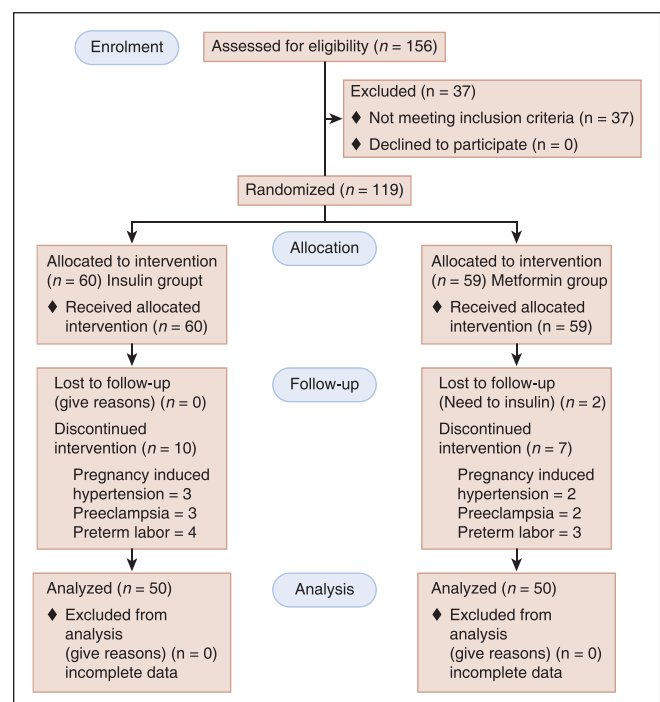 Enrolment
Assessed for eligibility (n = 156)
Excluded (n = 37)
♦ Not meeting inclusion criteria (n = 37)
♦ Declined to participate (n = 0)
Randomized (n = 119)
Allocation
Allocated to intervention
(n = 60) Insulin groupt
♦ Received allocated
intervention (n = 60)
Allocated to intervention
(n = 59) Metformin group
♦ Received allocated
intervention (n = 59)
Follow-up
Lost to follow-up
(give reasons) (n = 0)
Discontinued
intervention (n = 10)
Pregnancy induced
hypertension = 3
Preeclampsia = 3
Preterm labor = 4
Lost to follow-up
(Need to insulin) (n = 2)
Discontinued
intervention (n = 7)
Pregnancy induced
hypertension = 2
Preeclampsia = 2
Preterm labor = 3
Analysis
Analyzed (n = 50)
♦ Excluded from
analysis
(give reasons) (n = 0)
incomplete data
Analyzed (n = 50)
♦ Excluded from
analysis
(give reasons) (n = 0)
incomplete data